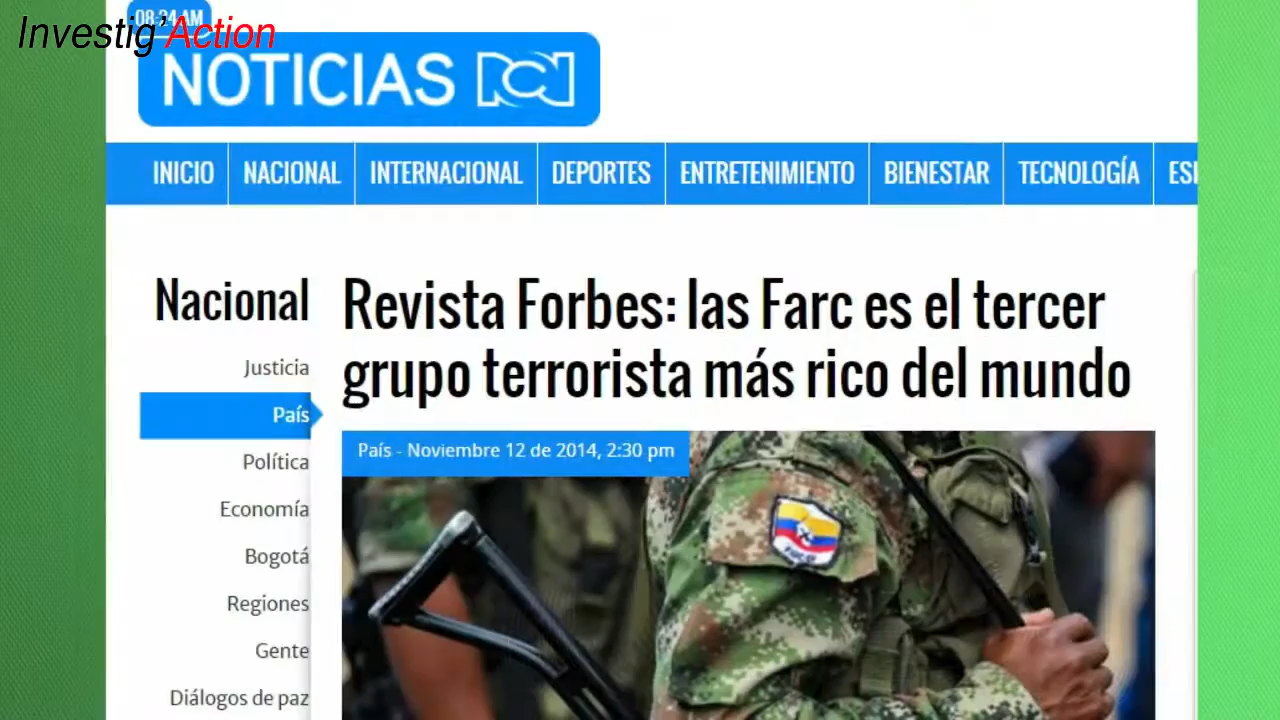 08:24 AM
Investig'Action
NOTICIAS RCN
INICIO NACIONAL INTERNACIONAL DEPORTES ENTRETENIMIENTO BIENESTAR TECNOLOGÍA
Nacional
Revista Forbes: las Farc es el tercer
grupo terrorista más rico del mundo
Justicia
País
Política
Economía
Bogotá
Regiones
Gente
Diálogos de paz
País - Noviembre 12 de 2014, 2:30 pm